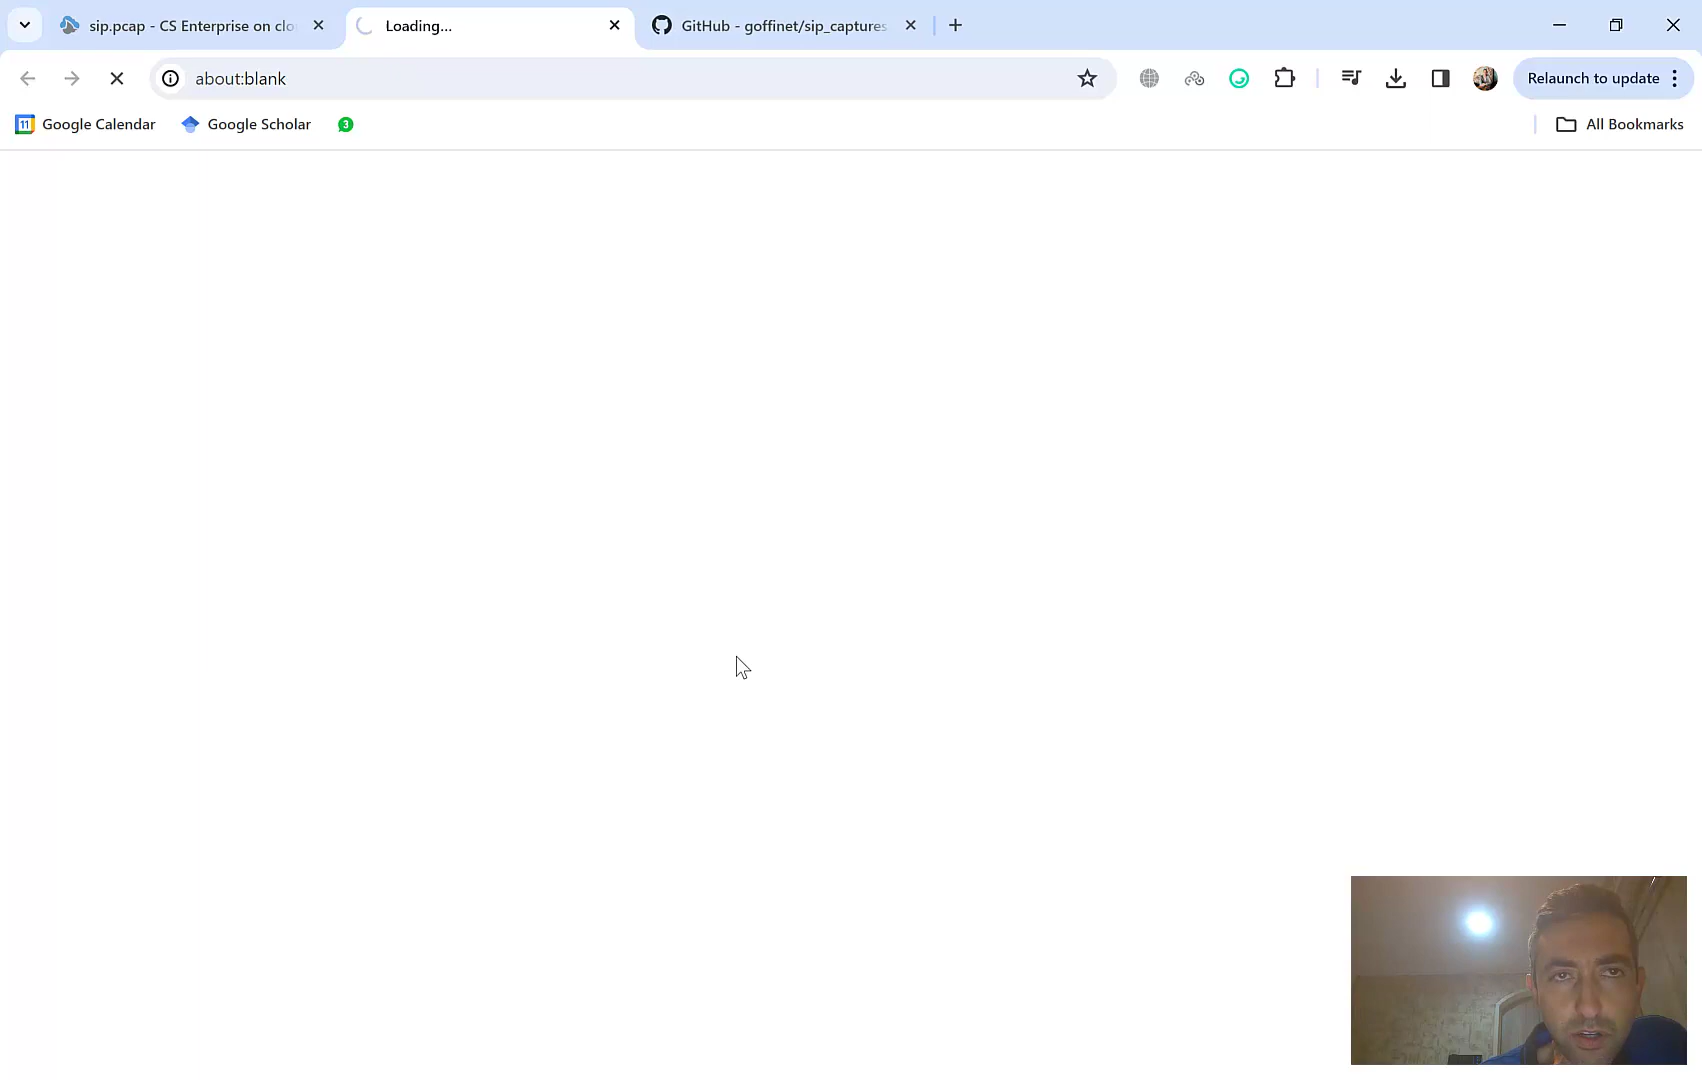 sip.pcap - CS Enterprise on clo
Loading...
GitHub - goffinet/sip_captures
about:blank
Relaunch to update
11 Google Calendar
Google Scholar
3
All Bookmarks